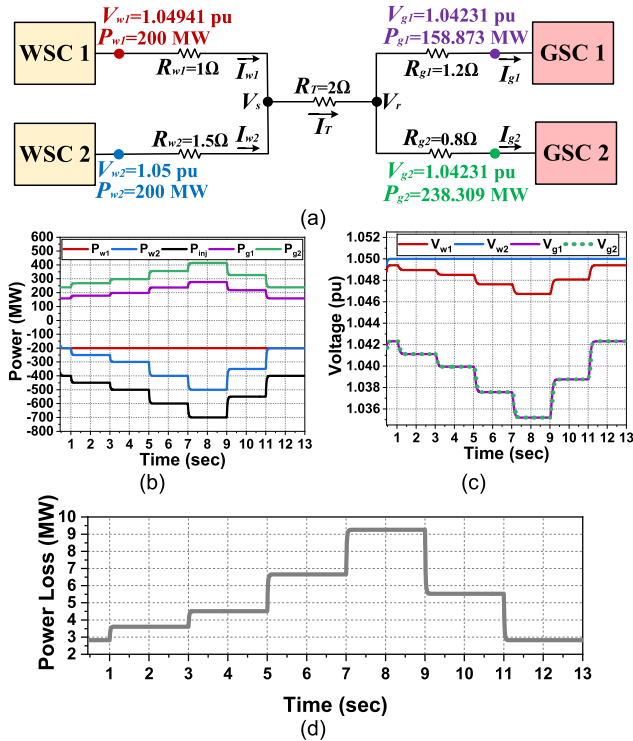 V_w1=1.04941 pu
P_w1=200 MW
V_g1=1.04231 pu
P_g1=158.873 MW
WSC 1
R_w1=1Ω
I_w1
R_g1=1.2Ω
I_g1
GSC 1
V_s
R_T=2Ω
I_T
V_r
WSC 2
R_w2=1.5Ω
I_w2
R_g2=0.8Ω
I_g2
GSC 2
V_w2=1.05 pu
P_w2=200 MW
V_g2=1.04231 pu
P_g2=238.309 MW
(a)
P_w1 P_w2 P_inj P_g1 P_g2
Power (MW)
600
500
400
300
200
100
0
-100
-200
-300
-400
-500
-600
-700
-800
1 2 3 4 5 6 7 8 9 10 11 12 13
Time (sec)
(b)
V_w1 V_w2 V_g1 V_g2
Voltage (pu)
1.052
1.050
1.048
1.046
1.044
1.042
1.040
1.038
1.036
1 2 3 4 5 6 7 8 9 10 11 12 13
Time (sec)
(c)
Power Loss (MW)
10
9
8
7
6
5
4
3
2
1 2 3 4 5 6 7 8 9 10 11 12 13
Time (sec)
(d)